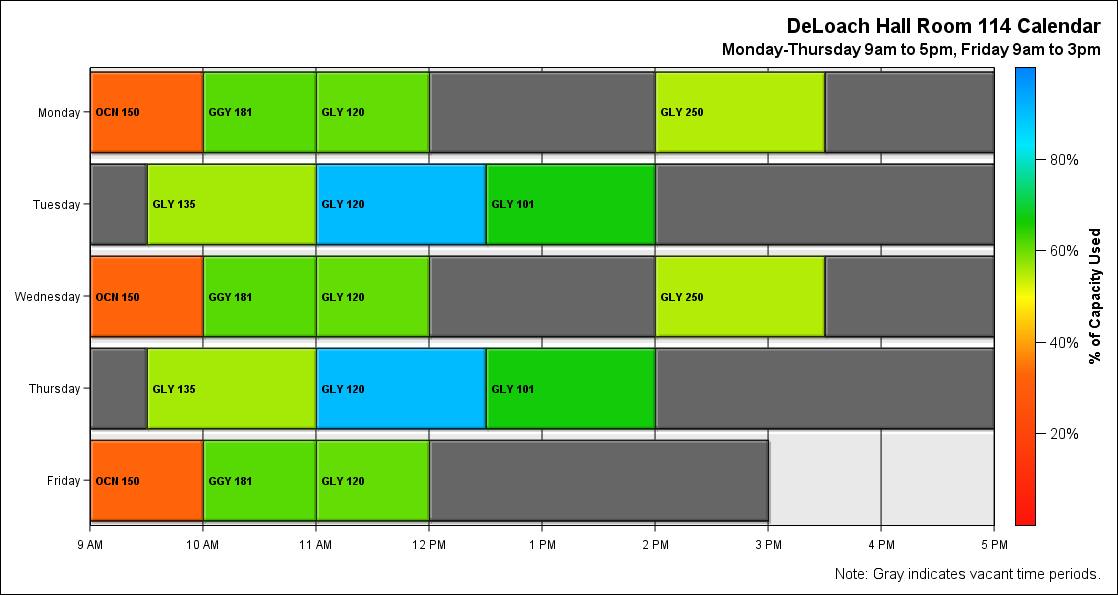 DeLoach Hall Room 114 Calendar
Monday-Thursday 9am to 5pm, Friday 9am to 3pm
Monday
OCN 150
GGY 181
GLY 120
GLY 250
Tuesday
GLY 135
GLY 120
GLY 101
Wednesday
OCN 150
GGY 181
GLY 120
GLY 250
Thursday
GLY 135
GLY 120
GLY 101
Friday
OCN 150
GGY 181
GLY 120
9 AM
10 AM
11 AM
12 PM
1 PM
2 PM
3 PM
4 PM
5 PM
80%
60%
40%
20%
% of Capacity Used
Note: Gray indicates vacant time periods.